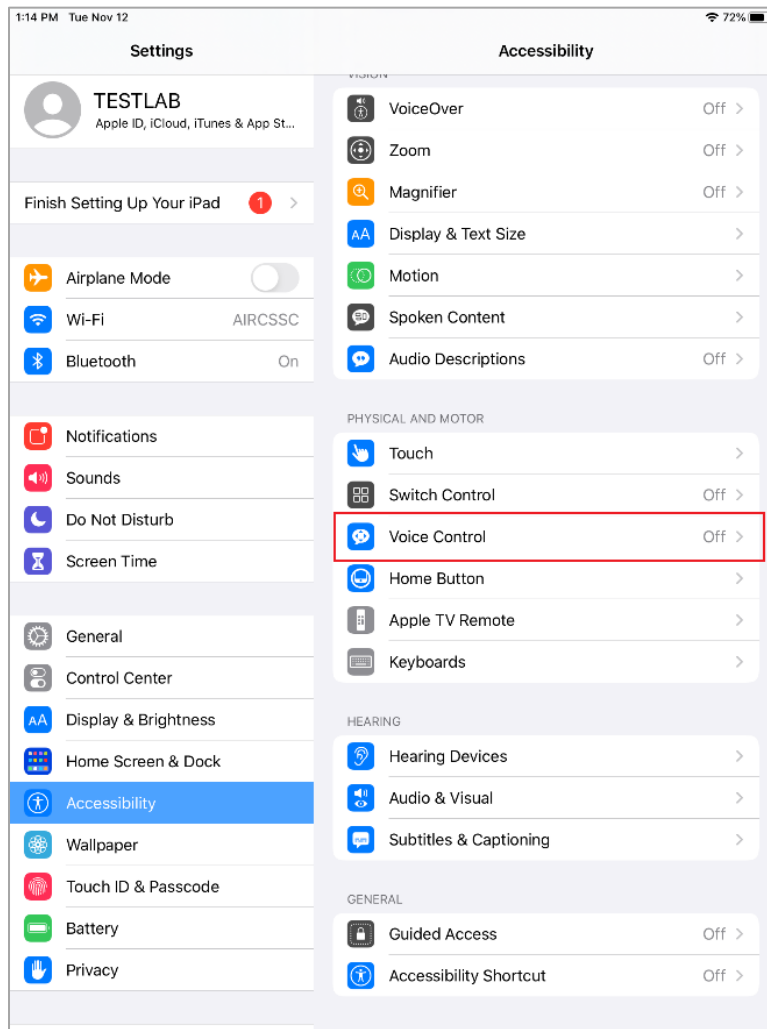 1:14 PM Tue Nov 12
72%
Settings
TESTLAB
Apple ID, iCloud, iTunes & App St...
Finish Setting Up Your iPad 1
Airplane Mode
Wi-Fi AIRCSSC
Bluetooth On
Notifications
Sounds
Do Not Disturb
Screen Time
General
Control Center
AA Display & Brightness
Home Screen & Dock
Accessibility
Wallpaper
Touch ID & Passcode
Battery
Privacy
Accessibility
VISION
VoiceOver Off
Zoom Off
Magnifier Off
AA Display & Text Size
Motion
Spoken Content
Audio Descriptions Off
PHYSICAL AND MOTOR
Touch
Switch Control Off
Voice Control Off
Home Button
Apple TV Remote
Keyboards
HEARING
Hearing Devices
Audio & Visual
Subtitles & Captioning
GENERAL
Guided Access Off
Accessibility Shortcut Off